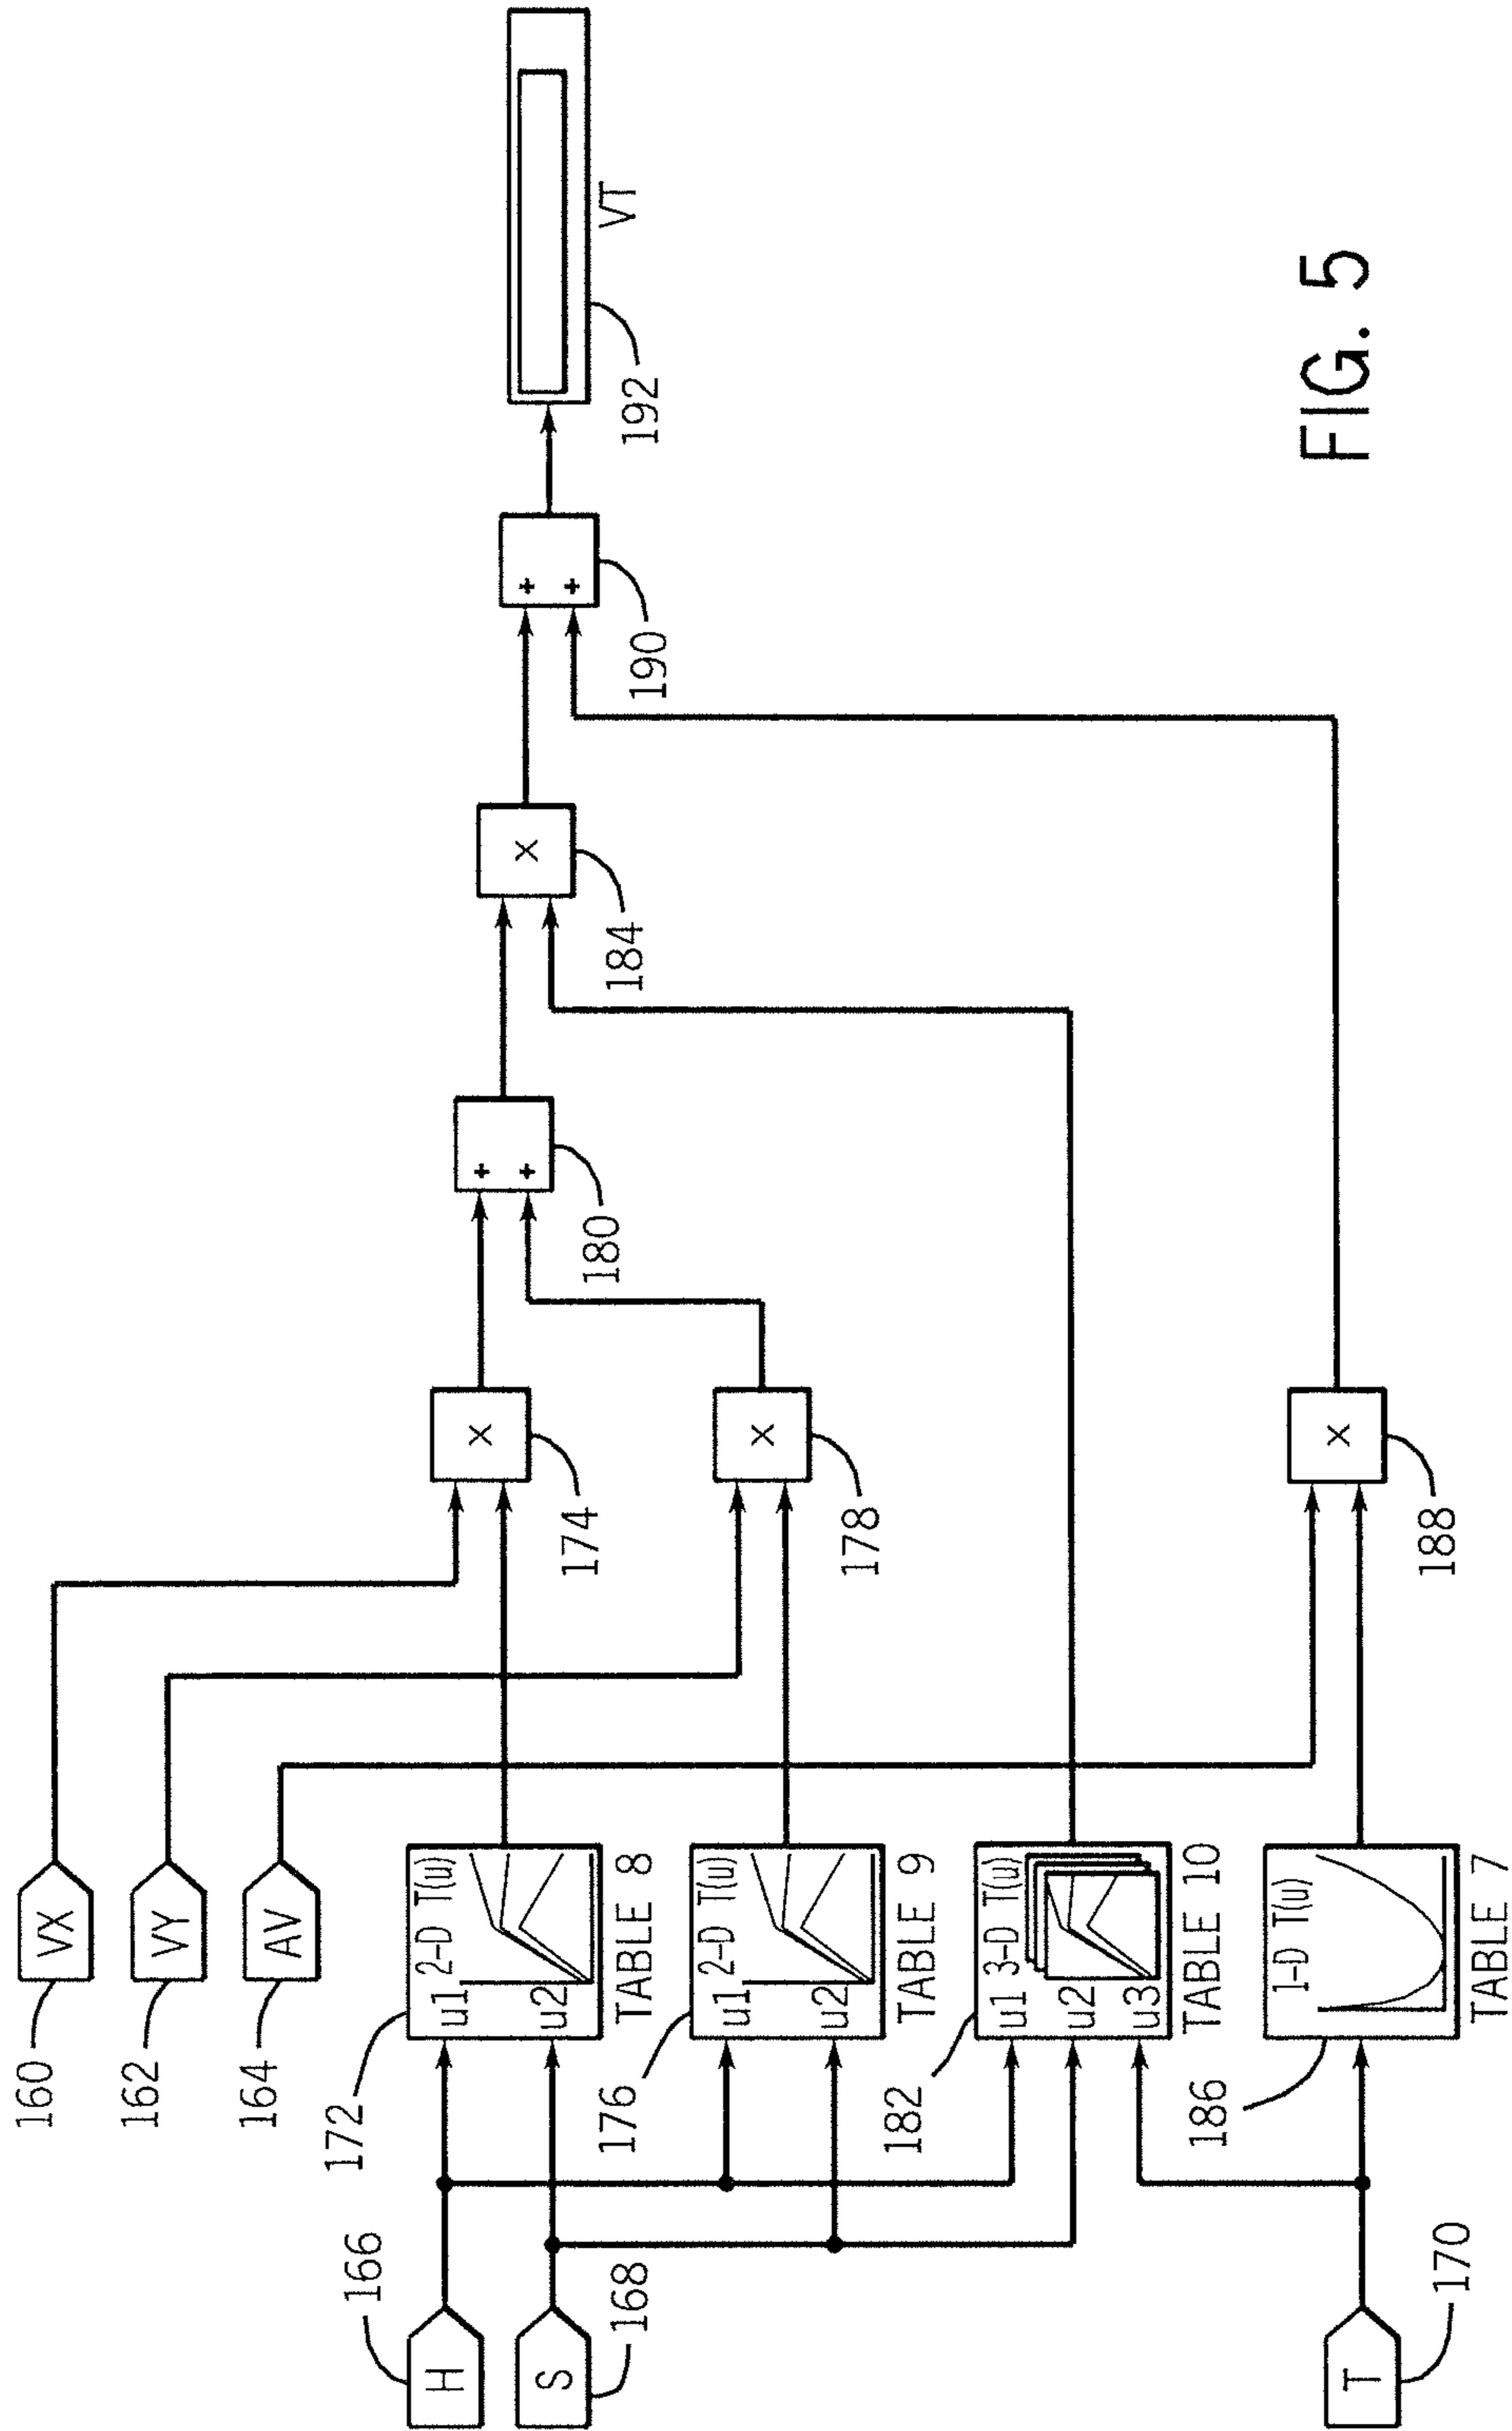 160
VX
162
VY
164
AV
166
H
168
S
170
T
172
u1
2-D T(u)
u2
TABLE 8
176
u1
2-D T(u)
u2
TABLE 9
182
u1
3-D T(u)
u2
u3
TABLE 10
186
1-D T(u)
TABLE 7
x
174
x
178
x
188
+
+
180
x
184
+
+
190
192
VT
FIG. 5